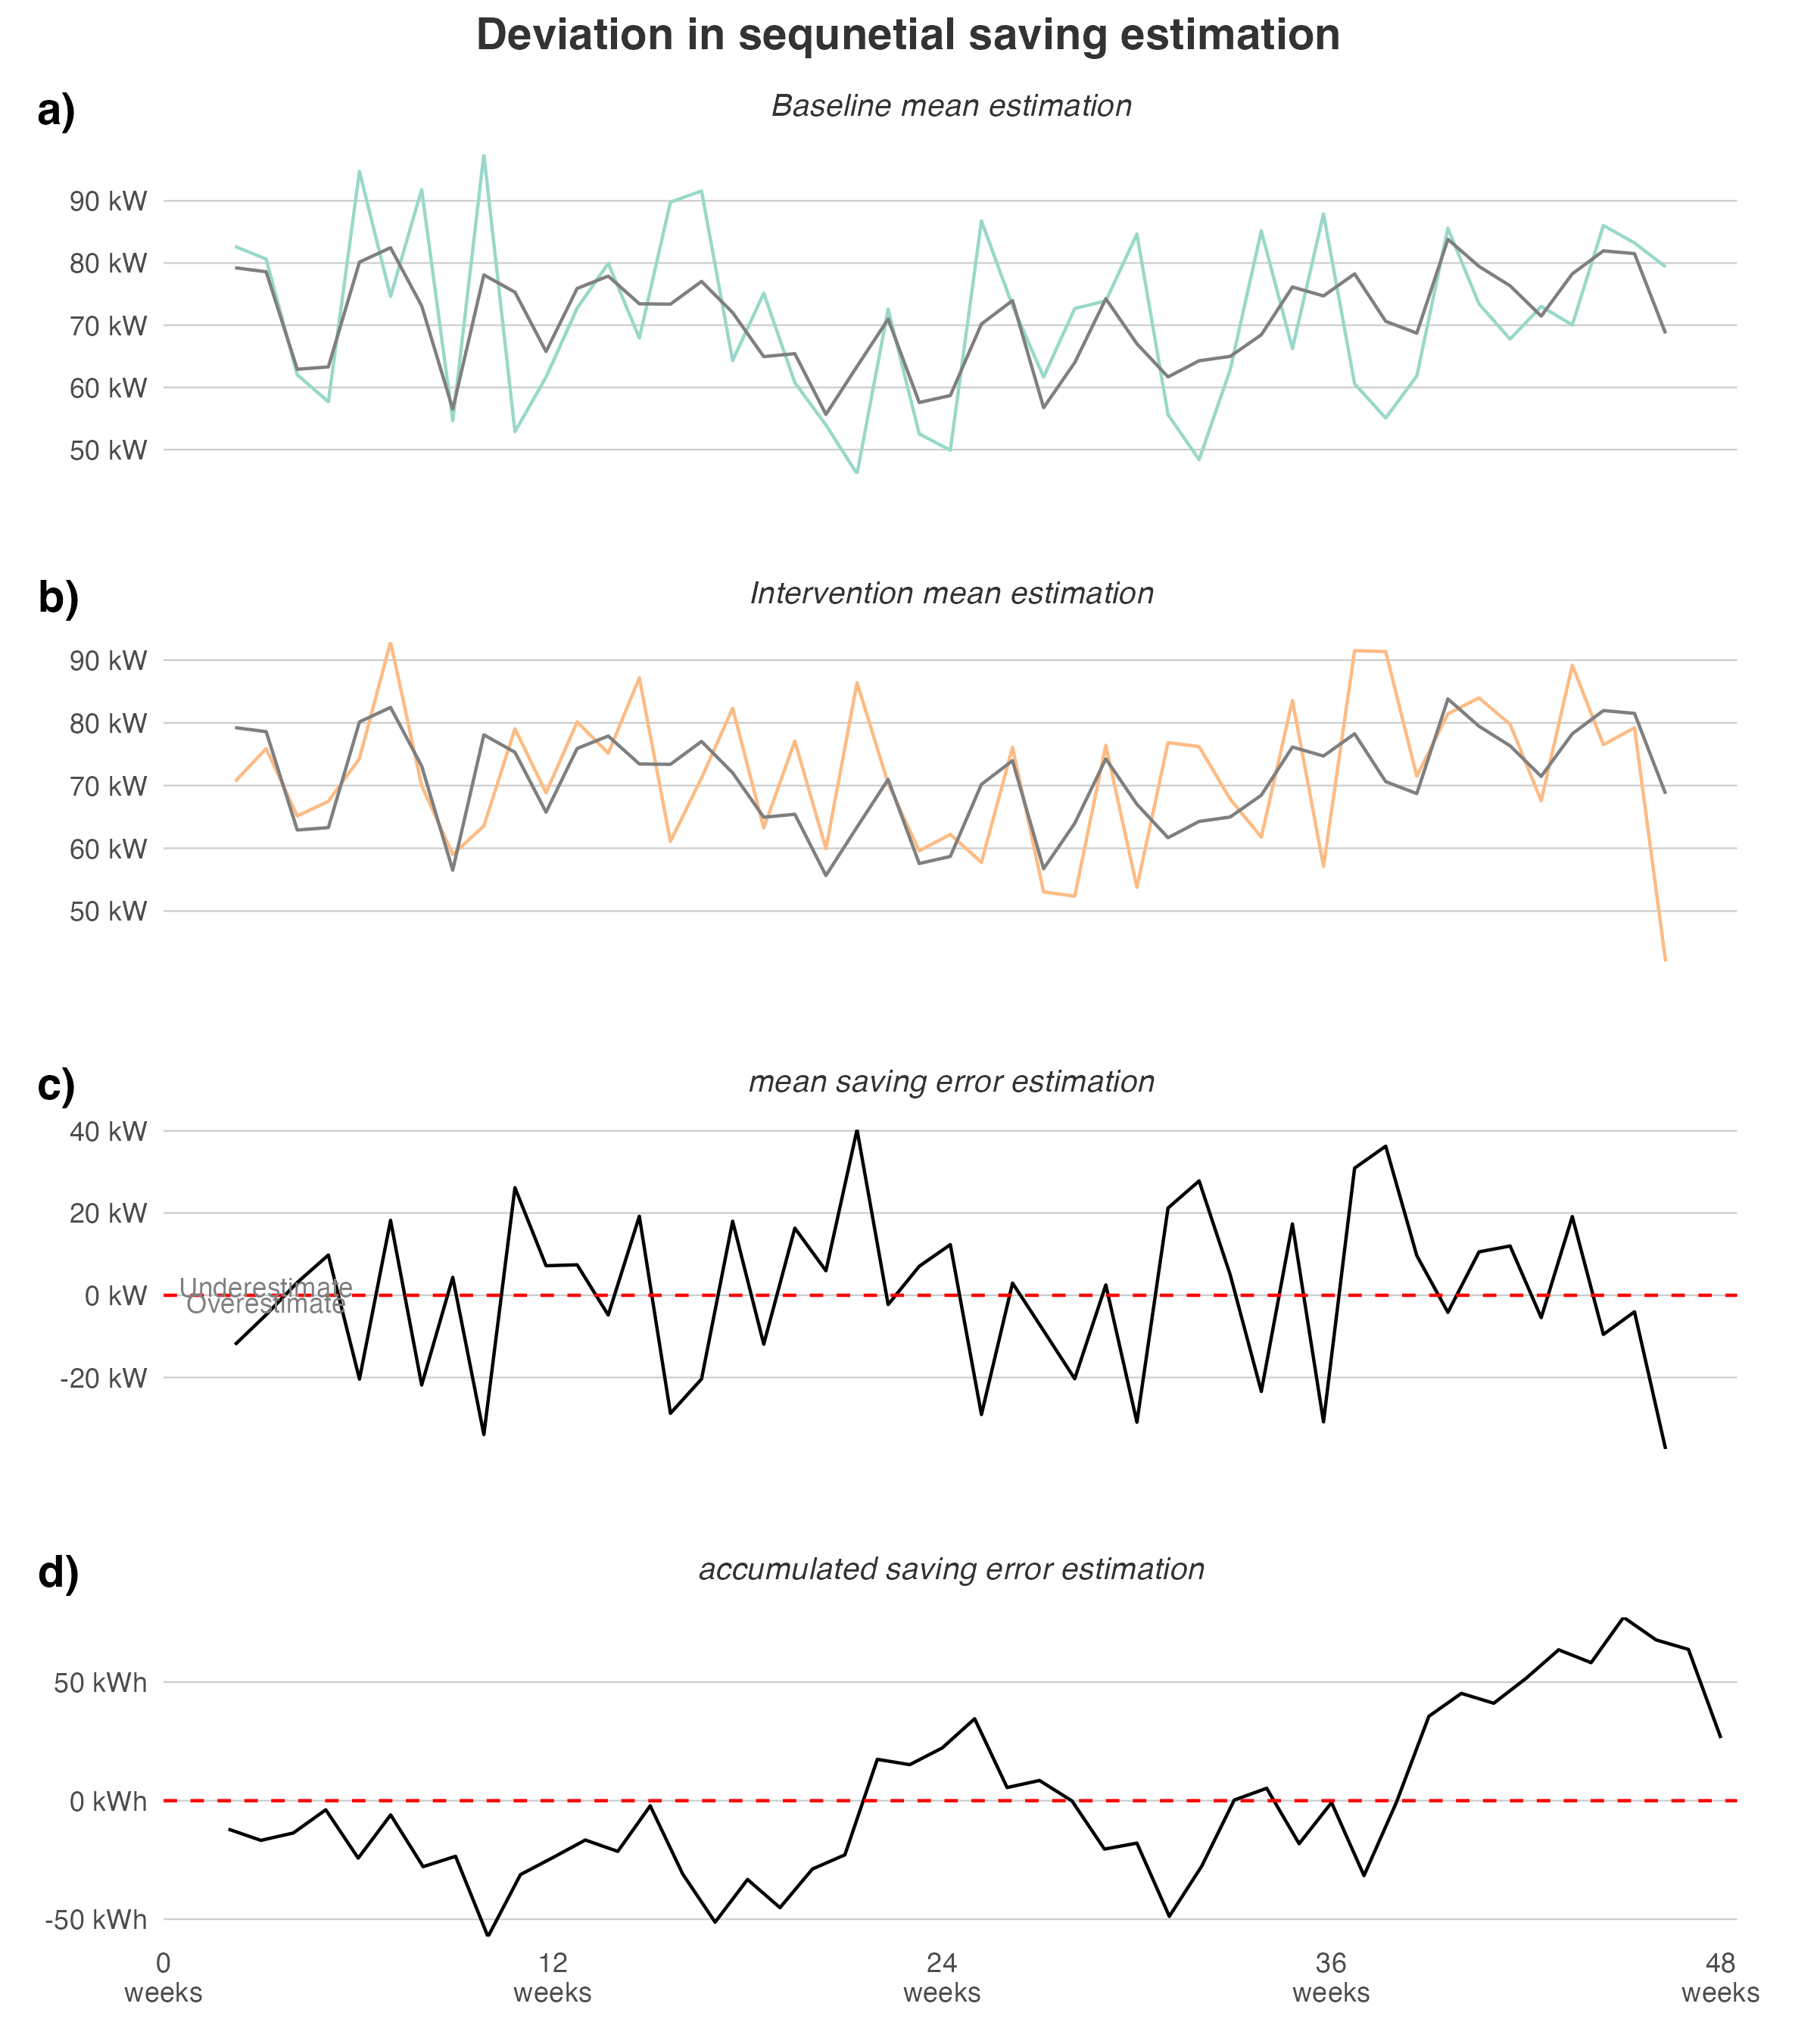 Deviation in sequnetial saving estimation
a)
Baseline mean estimation
90 kW
80 kW
70 kW
60 kW
50 kW
b)
Intervention mean estimation
90 kW
80 kW
70 kW
60 kW
50 kW
c)
mean saving error estimation
40 kW
20 kW
Underestimate
0 kW
Overestimate
-20 kW
d)
accumulated saving error estimation
50 kWh
0 kWh
-50 kWh
0 12 24 36 48
weeks weeks weeks weeks weeks